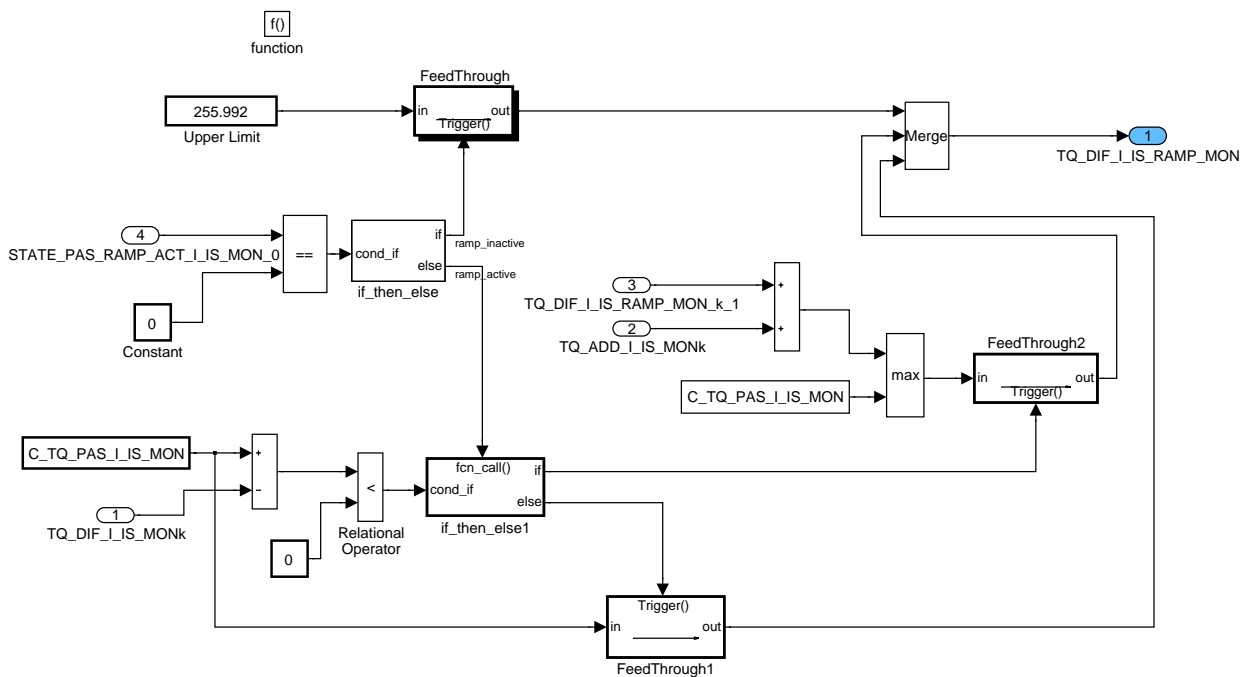 f()
function
FeedThrough
255.992
in
out
Trigger()
Upper Limit
Merge
1
TQ_DIF_I_IS_RAMP_MON
4
STATE_PAS_RAMP_ACT_I_IS_MON_0
==
cond_if
if
else
ramp_inactive
ramp_active
if_then_else
0
Constant
3
TQ_DIF_I_IS_RAMP_MON_k_1
2
TQ_ADD_I_IS_MONk
+
+
C_TQ_PAS_I_IS_MON
max
FeedThrough2
in
out
Trigger()
C_TQ_PAS_I_IS_MON
+
−
1
TQ_DIF_I_IS_MONk
<
Relational
Operator
0
fcn_call()
cond_if
if
else
if_then_else1
Trigger()
in
out
FeedThrough1